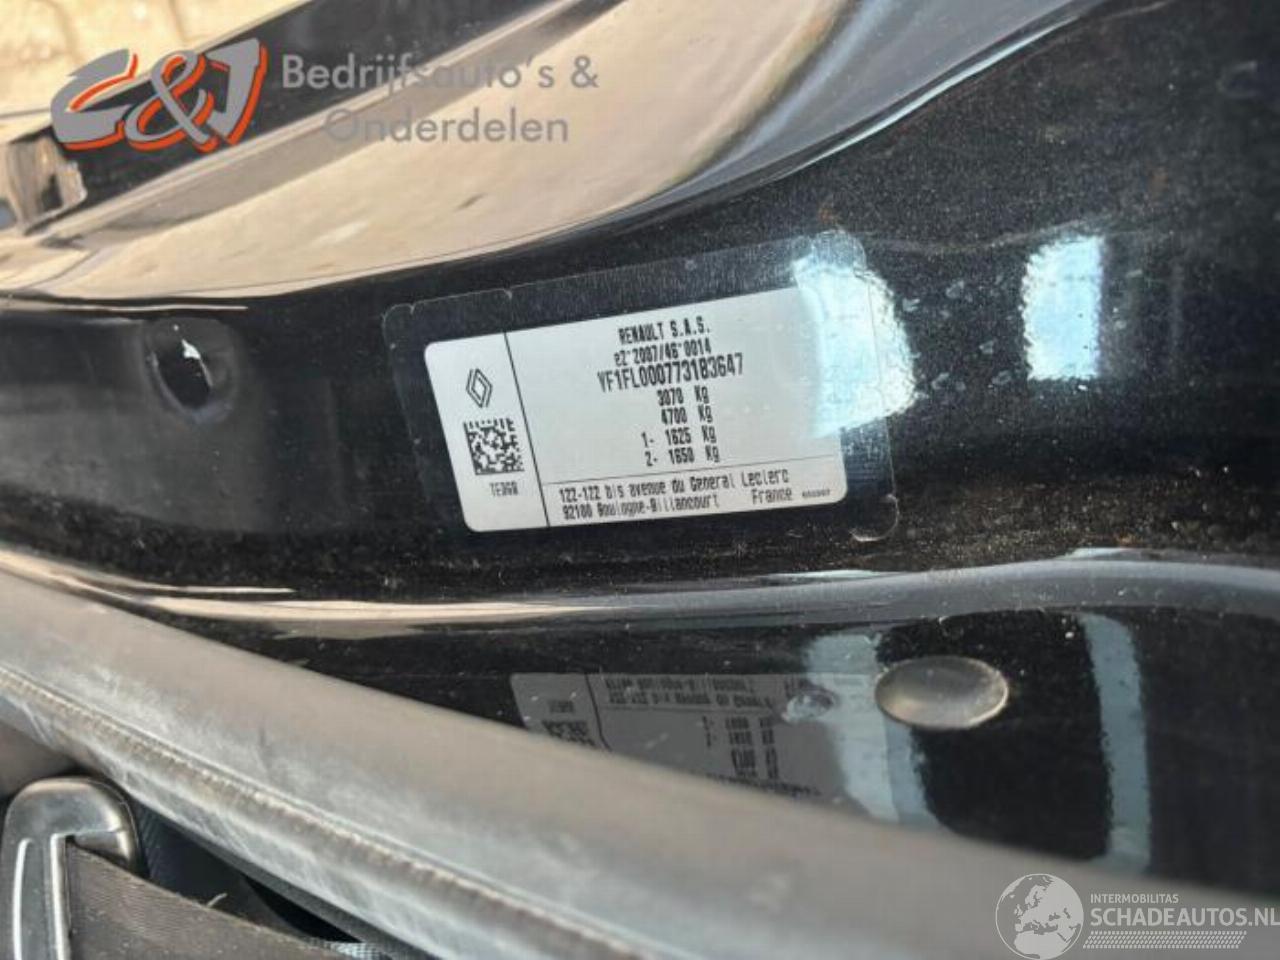 C&J Bedrijfsauto's &
Onderdelen
RENAULT S.A.S.
e2*2007/46*0014
VF1FL000773183647
3070 Kg
4700 Kg
1- 1625 Kg
2- 1650 Kg
122-122 bis avenue du General Leclerc
92100 Boulogne-Billancourt France
INTERMOBILITAS
SCHADEAUTOS.NL